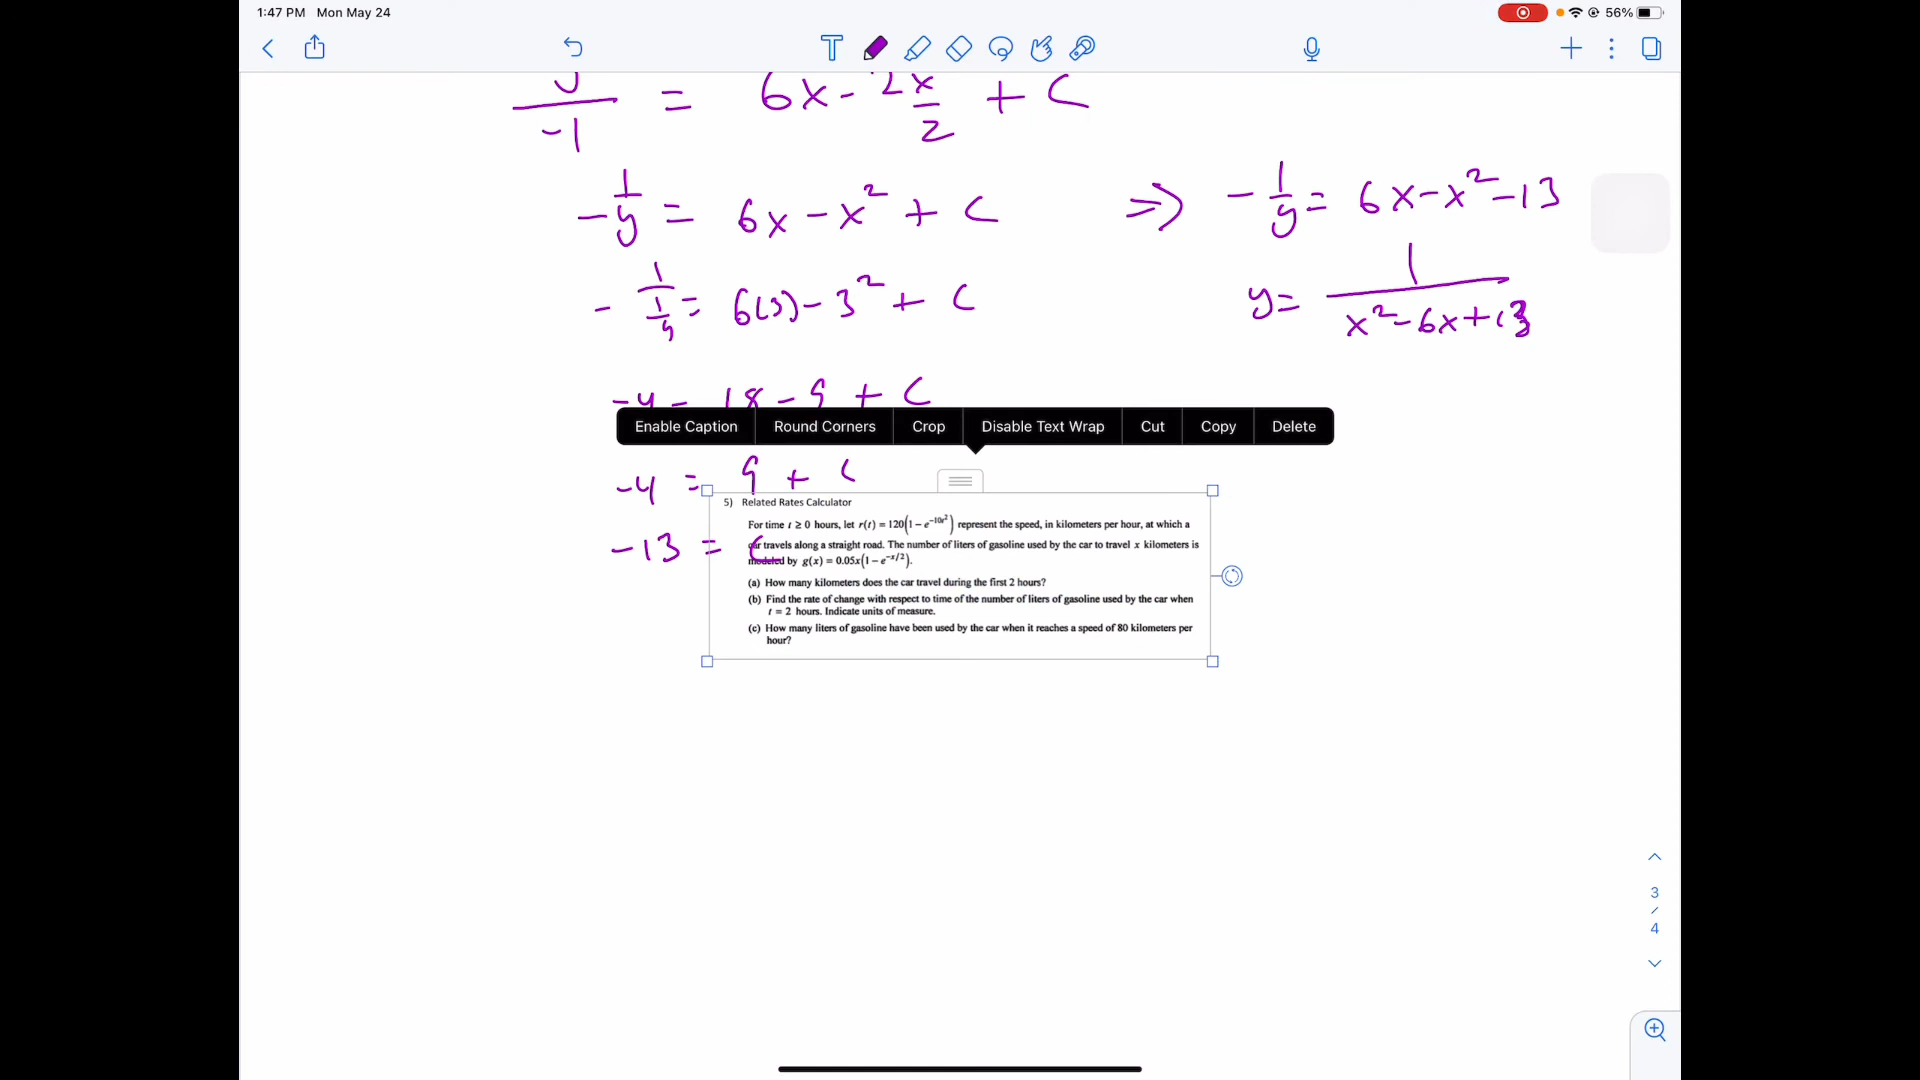 1:47 PM Mon May 24
56%
-1 = 6x - 2x/2 + C
-1/y = 6x - x² + C
=> -1/y = 6x - x² - 13
-1/(1/4) = 6(3) - 3² + C
y = 1/(x² - 6x + 13)
-4 = 18 - 9 + C
Enable Caption Round Corners Crop Disable Text Wrap Cut Copy Delete
-4 = 9 + C
-13 = C
5) Related Rates Calculator
For time t ≥ 0 hours, let r(t) = 120(1 - e^(-10t²)) represent the speed, in kilometers per hour, at which a
car travels along a straight road. The number of liters of gasoline used by the car to travel x kilometers is
modeled by g(x) = 0.05x(1 - e^(-x/2)).
(a) How many kilometers does the car travel during the first 2 hours?
(b) Find the rate of change with respect to time of the number of liters of gasoline used by the car when
t = 2 hours. Indicate units of measure.
(c) How many liters of gasoline have been used by the car when it reaches a speed of 80 kilometers per
hour?
3
/
4